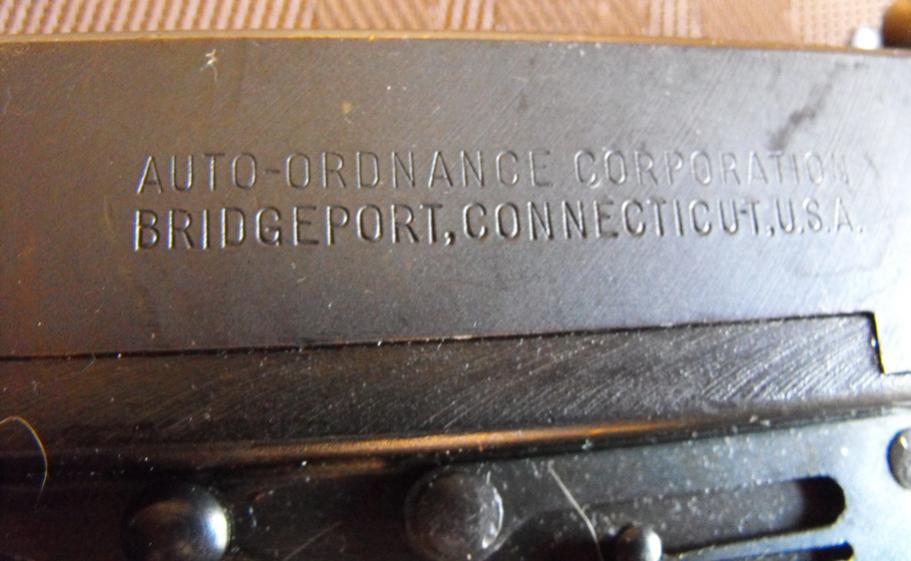 AUTO-ORDNANCE CORPORATION
BRIDGEPORT, CONNECTICUT, U.S.A.